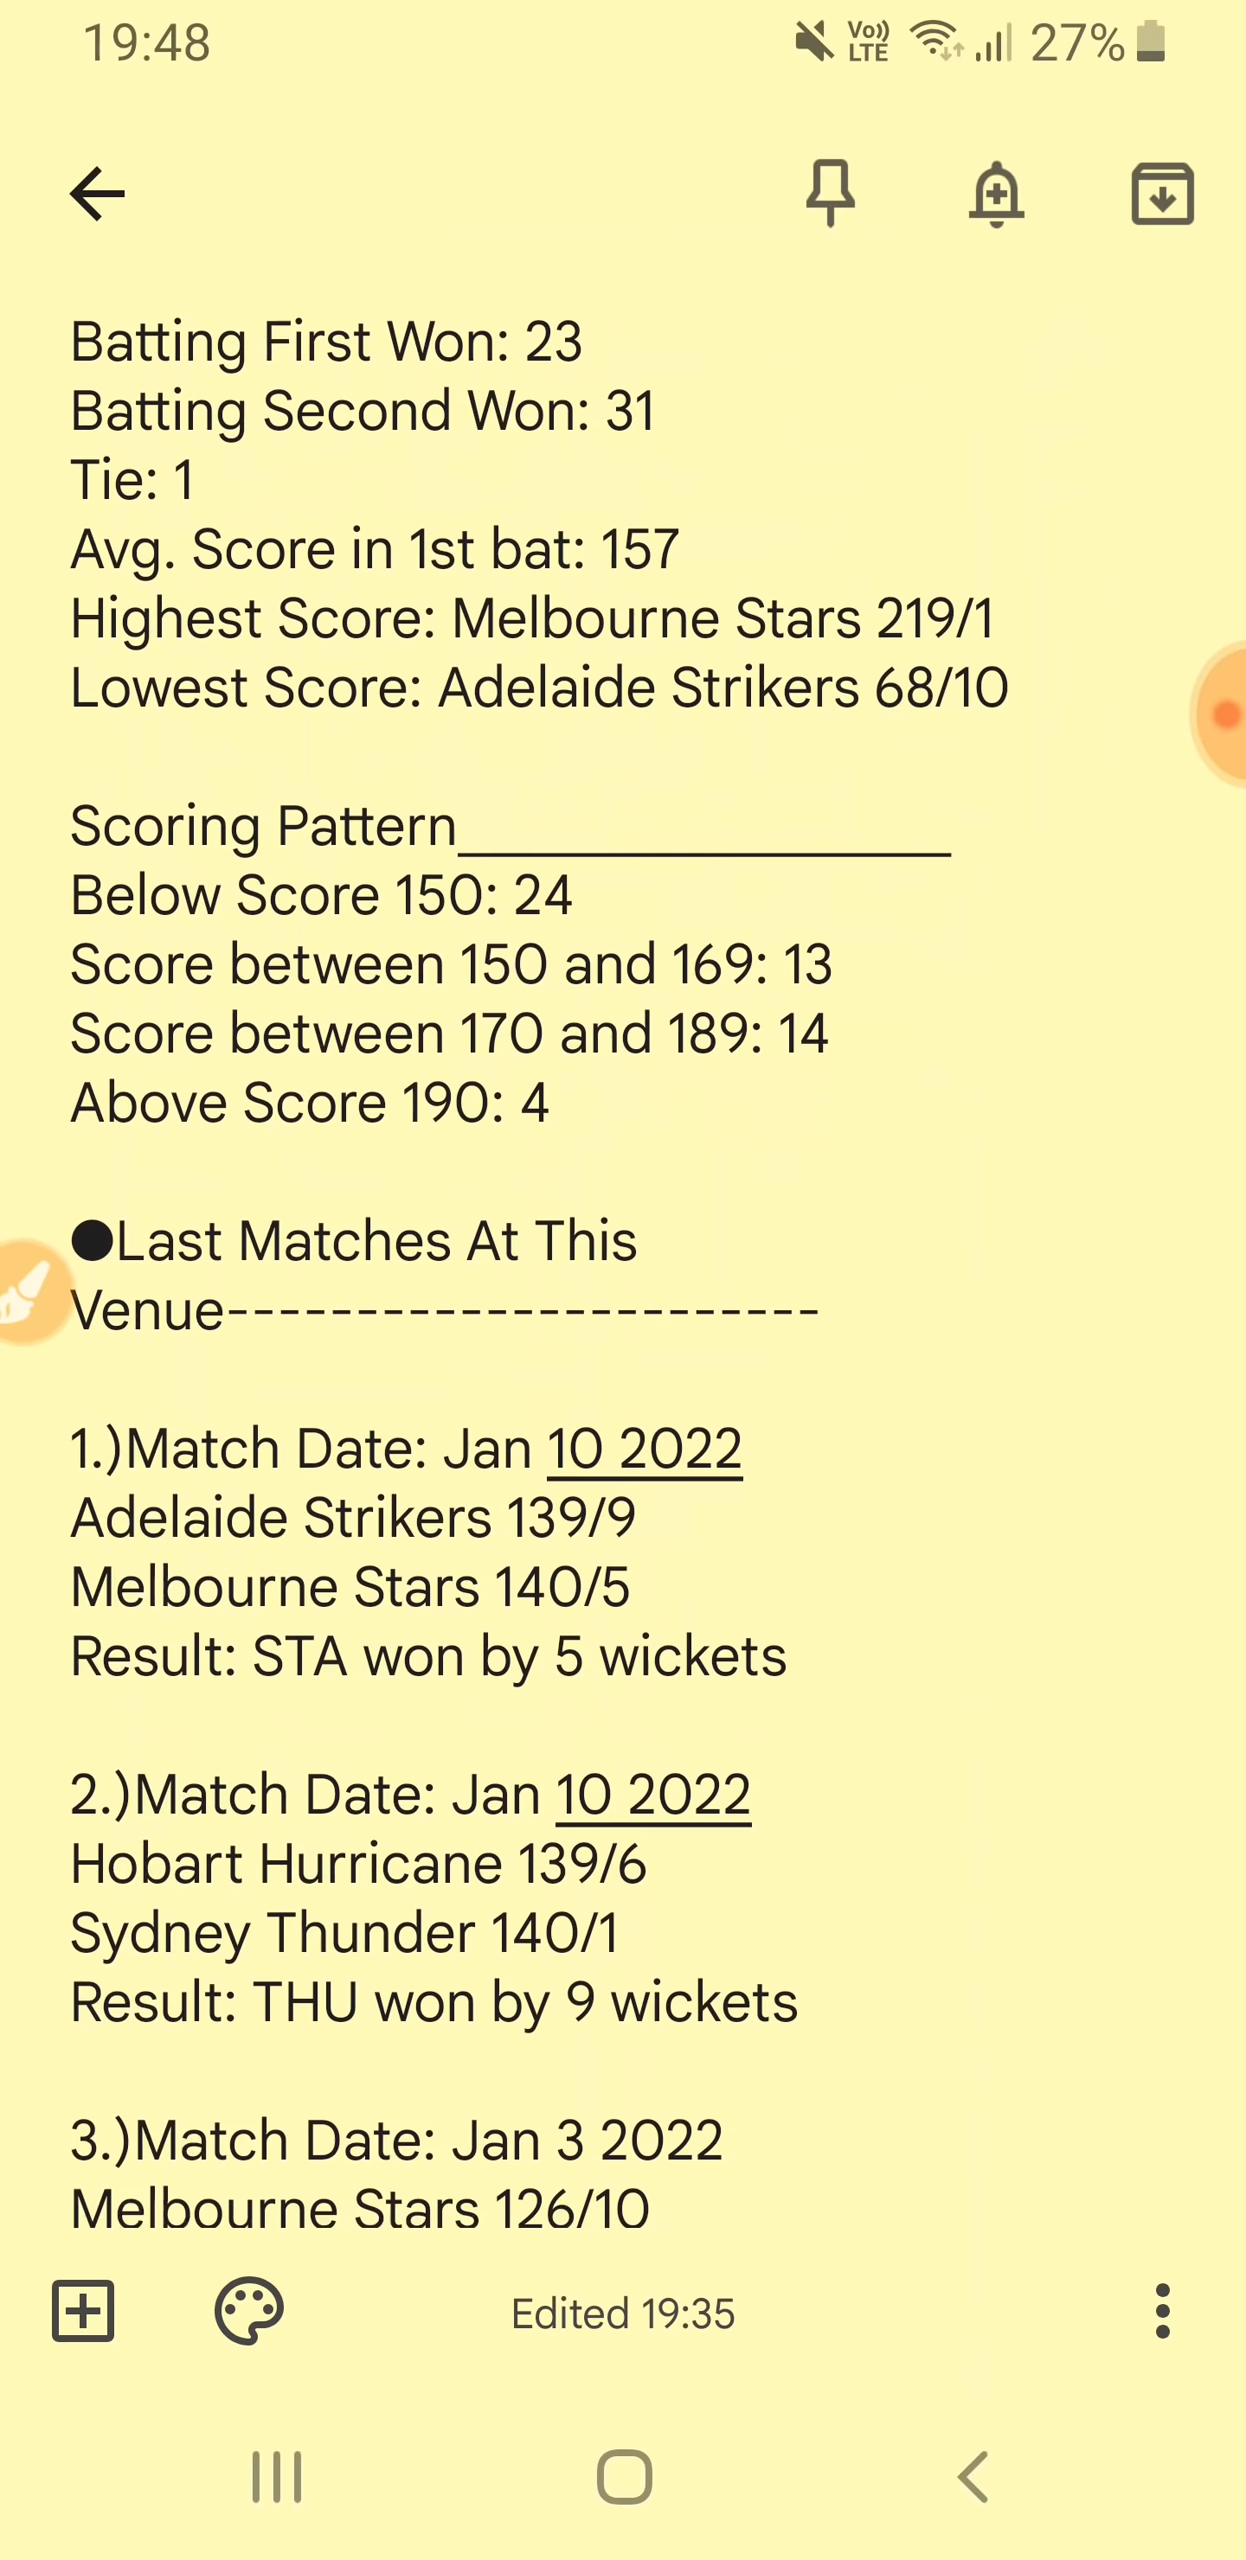 19:48
Vo)) LTE
27%
Batting First Won: 23
Batting Second Won: 31
Tie: 1
Avg. Score in 1st bat: 157
Highest Score: Melbourne Stars 219/1
Lowest Score: Adelaide Strikers 68/10
Scoring Pattern___________________
Below Score 150: 24
Score between 150 and 169: 13
Score between 170 and 189: 14
Above Score 190: 4
●Last Matches At This
Venue-----------------------
1.)Match Date: Jan 10 2022
Adelaide Strikers 139/9
Melbourne Stars 140/5
Result: STA won by 5 wickets
2.)Match Date: Jan 10 2022
Hobart Hurricane 139/6
Sydney Thunder 140/1
Result: THU won by 9 wickets
3.)Match Date: Jan 3 2022
Melbourne Stars 126/10
Edited 19:35